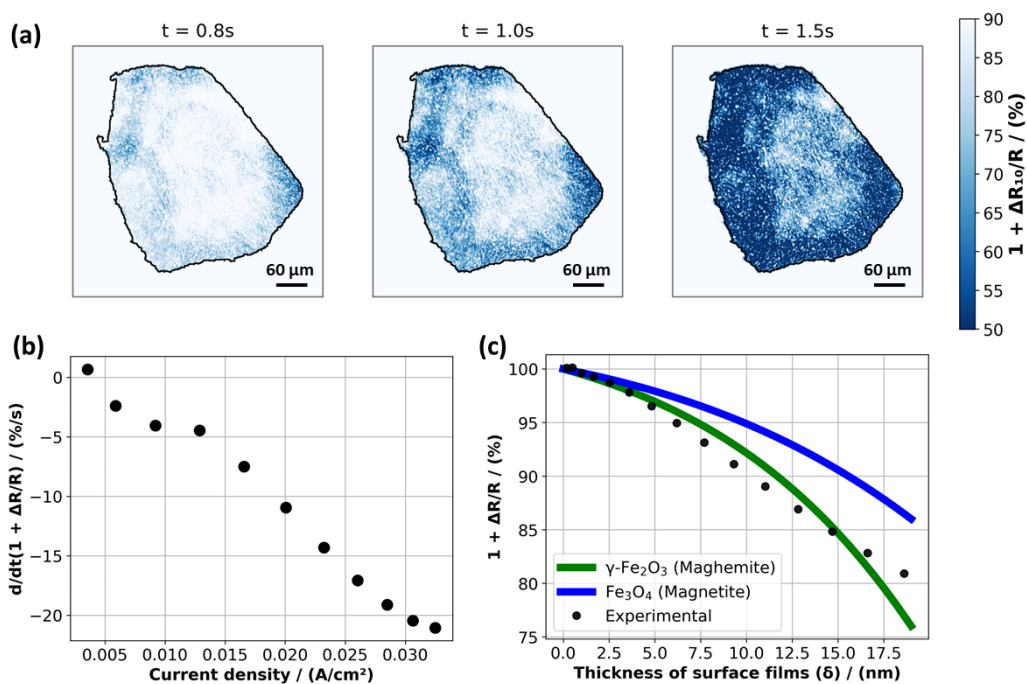 (a)
t = 0.8s
t = 1.0s
t = 1.5s
60 µm
60 µm
60 µm
90
85
80
75
70
65
60
55
50
1 + ΔR₁₀/R / (%)
(b)
0
−5
−10
−15
−20
d/dt(1 + ΔR/R) / (%/s)
0.005 0.010 0.015 0.020 0.025 0.030
Current density / (A/cm²)
(c)
100
95
90
85
80
75
1 + ΔR/R / (%)
γ-Fe₂O₃ (Maghemite)
Fe₃O₄ (Magnetite)
Experimental
0.0 2.5 5.0 7.5 10.0 12.5 15.0 17.5
Thickness of surface films (δ) / (nm)